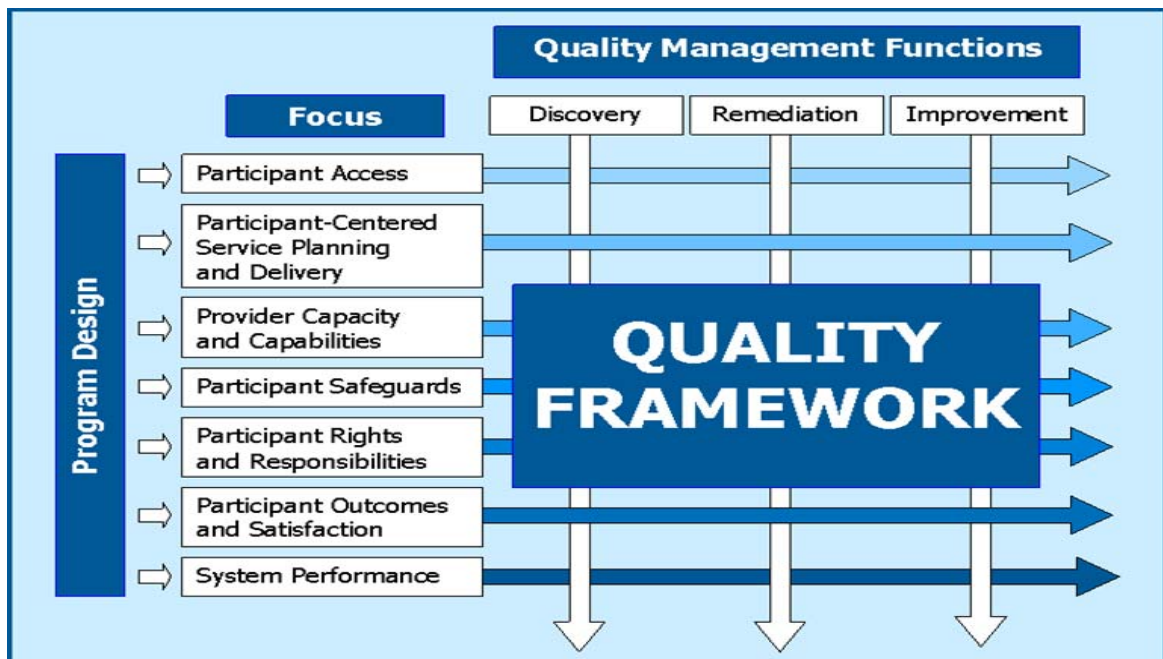 Quality Management Functions
Focus
Discovery
Remediation
Improvement
Program Design
Participant Access
Participant-Centered
Service Planning
and Delivery
Provider Capacity
and Capabilities
Participant Safeguards
Participant Rights
and Responsibilities
Participant Outcomes
and Satisfaction
System Performance
QUALITY
FRAMEWORK